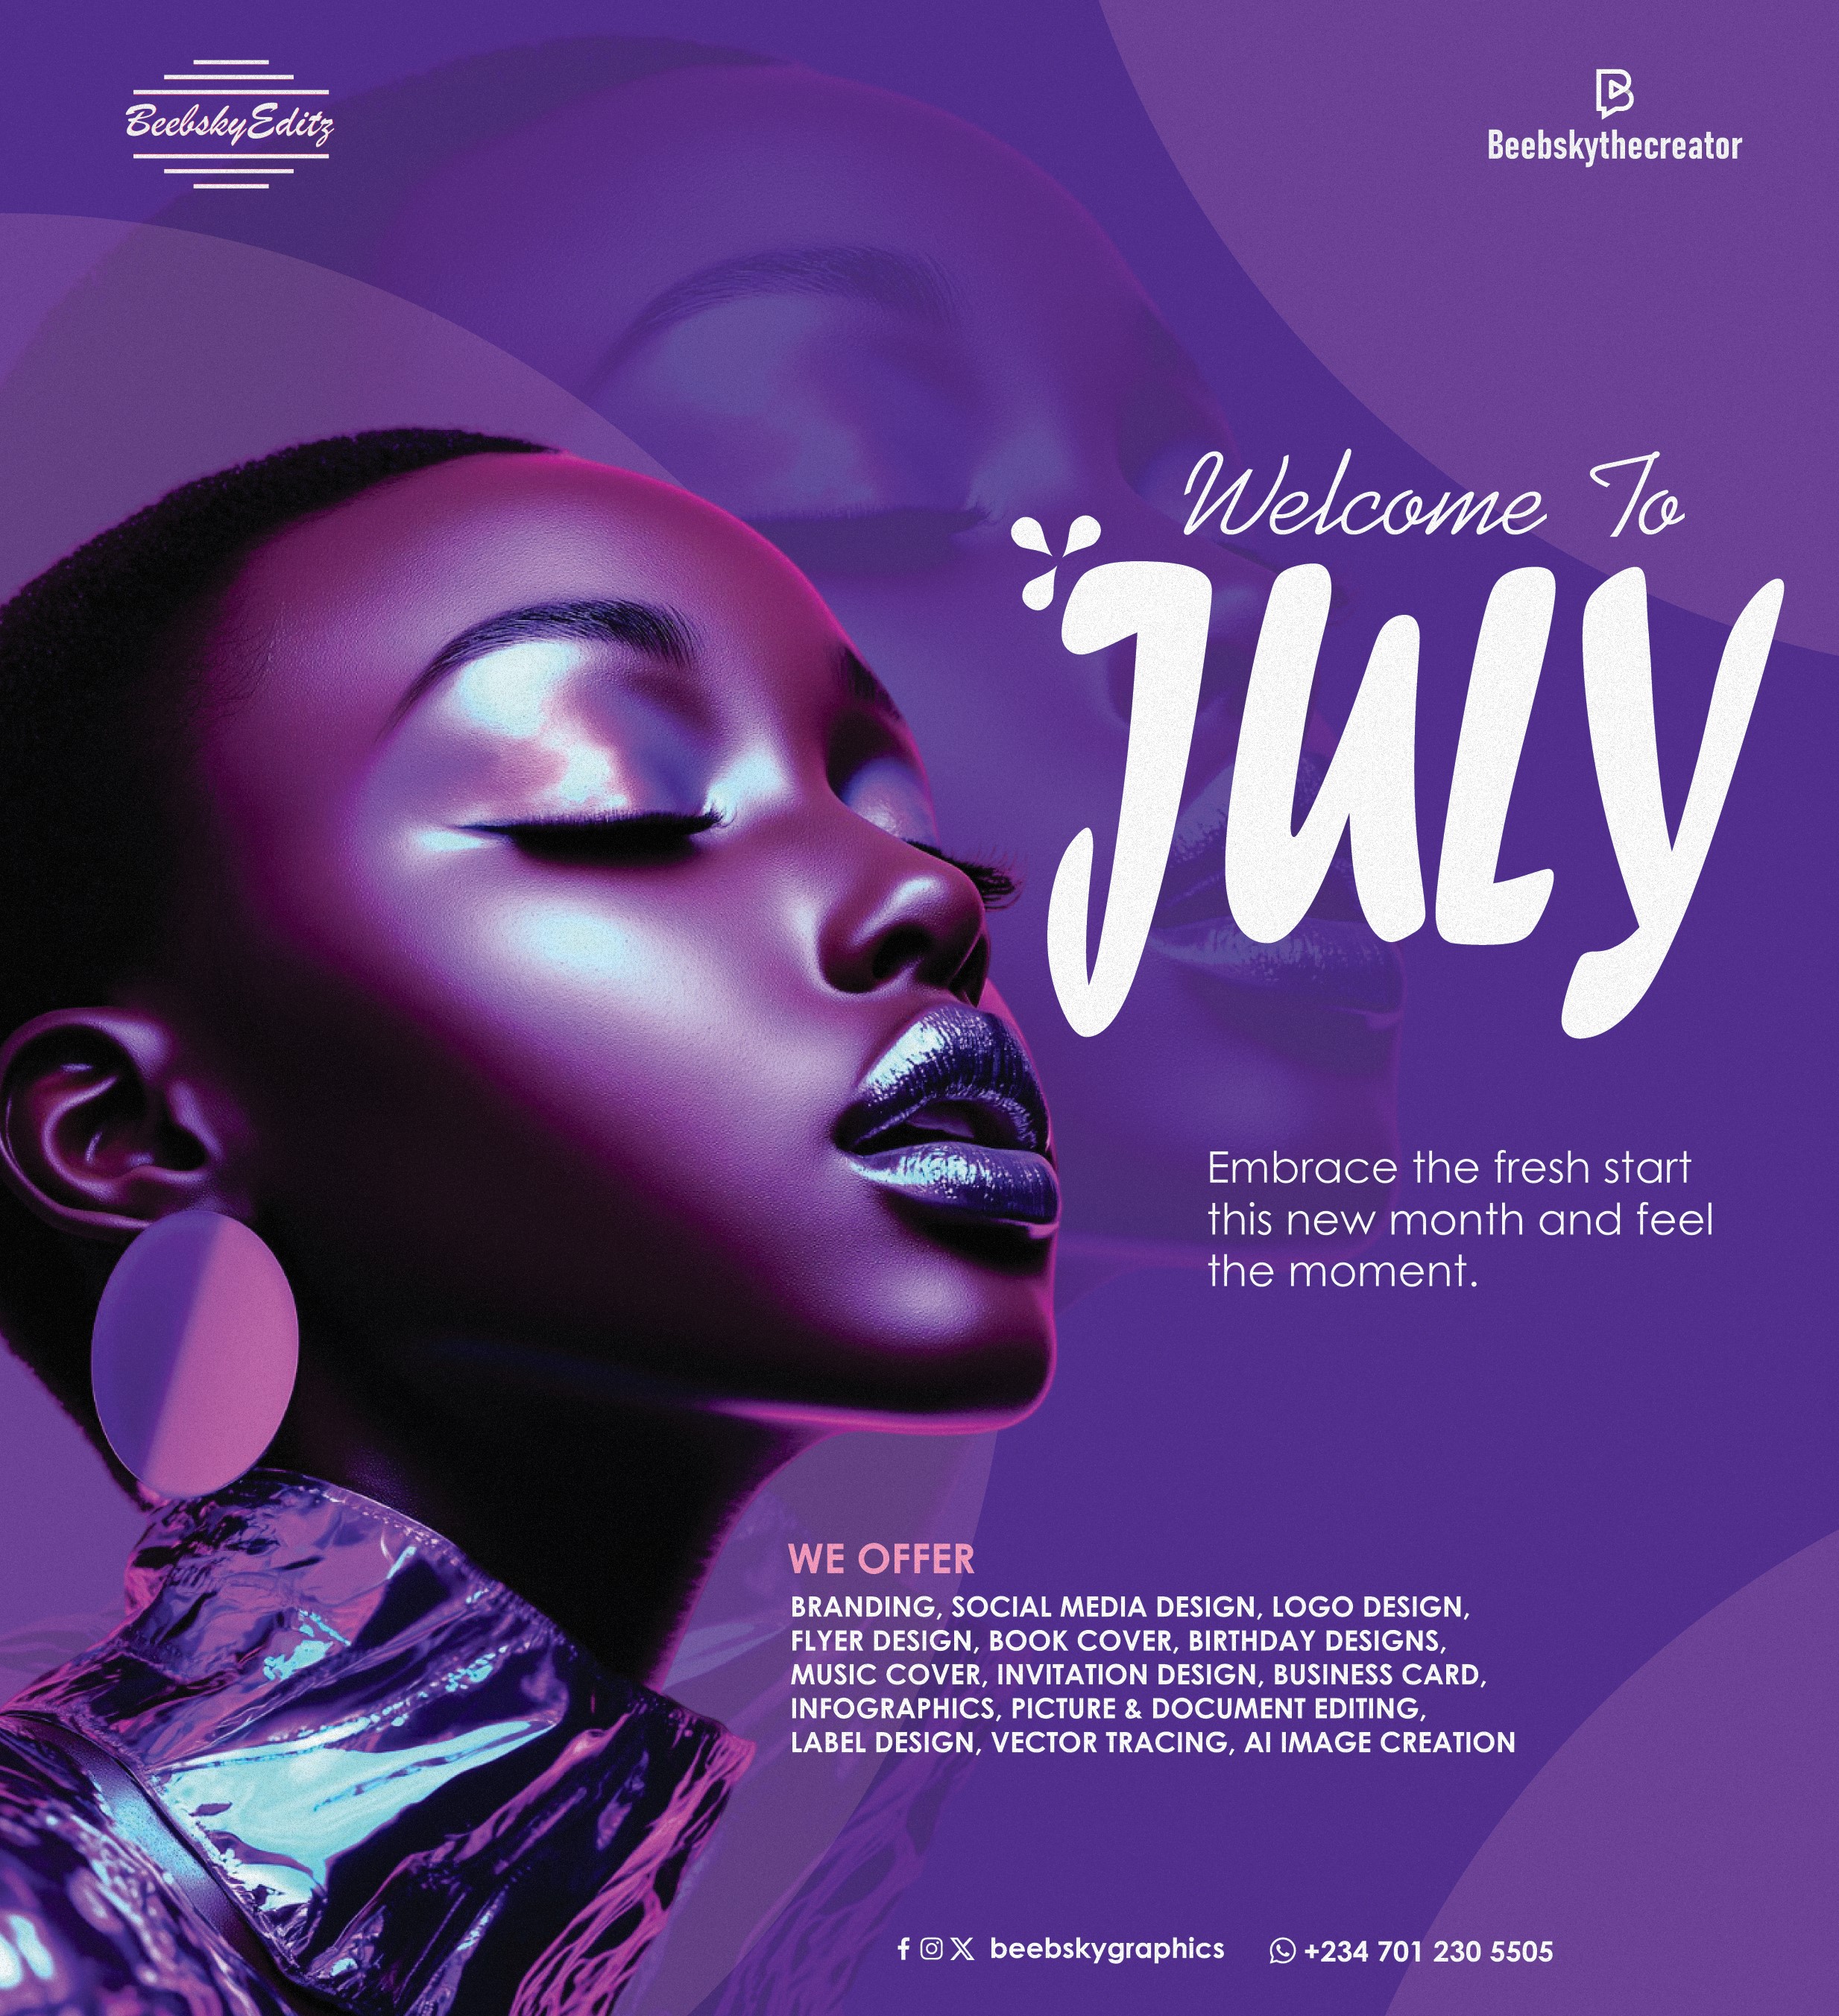 BeebskyEditz
Beebskythecreator
Welcome To
JULY
Embrace the fresh start
this new month and feel
the moment.
WE OFFER
BRANDING, SOCIAL MEDIA DESIGN, LOGO DESIGN,
FLYER DESIGN, BOOK COVER, BIRTHDAY DESIGNS,
MUSIC COVER, INVITATION DESIGN, BUSINESS CARD,
INFOGRAPHICS, PICTURE & DOCUMENT EDITING,
LABEL DESIGN, VECTOR TRACING, AI IMAGE CREATION
beebskygraphics +234 701 230 5505